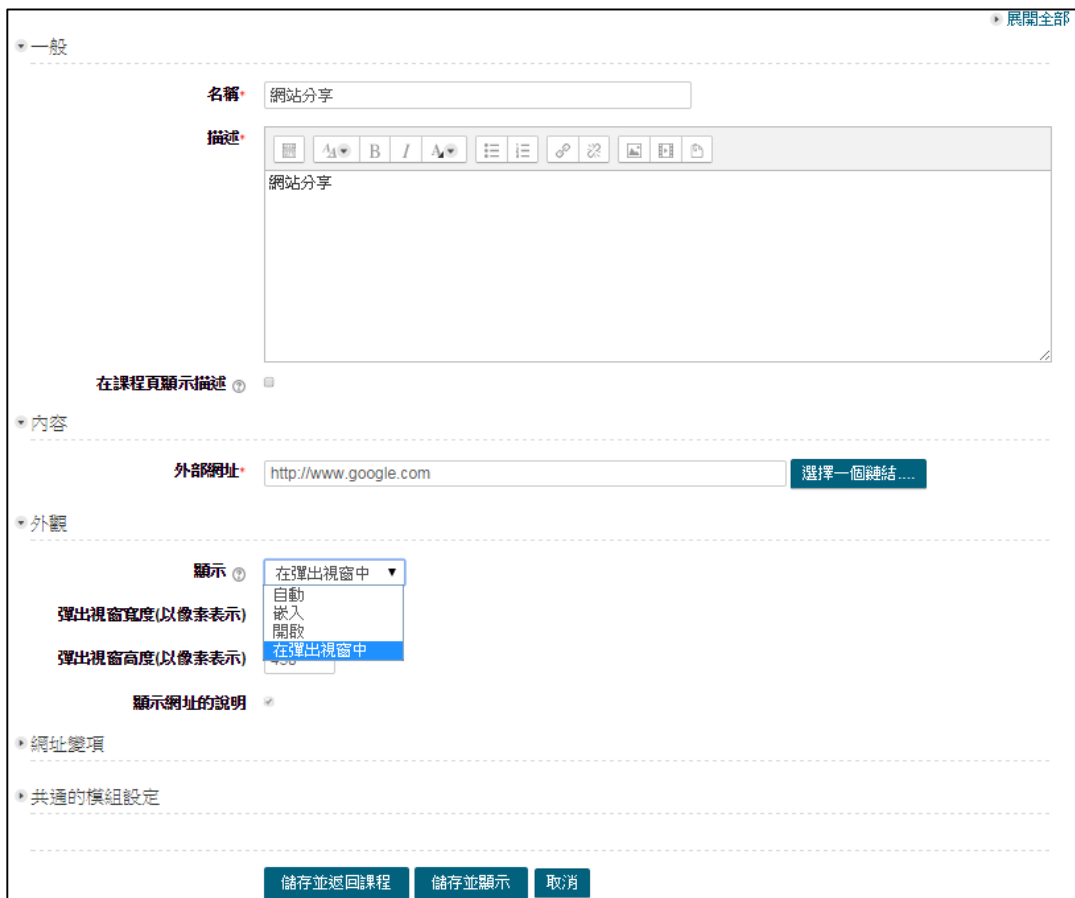 展開全部
一般
名稱*
網站分享
描述*
B I
網站分享
在課程頁顯示描述
內容
外部網址*
http://www.google.com
選擇一個鏈結....
外觀
顯示
在彈出視窗中
自動
嵌入
彈出視窗寬度(以像素表示)
開啟
在彈出視窗中
彈出視窗高度(以像素表示)
顯示網址的說明
網址變項
共通的模組設定
儲存並返回課程 儲存並顯示 取消